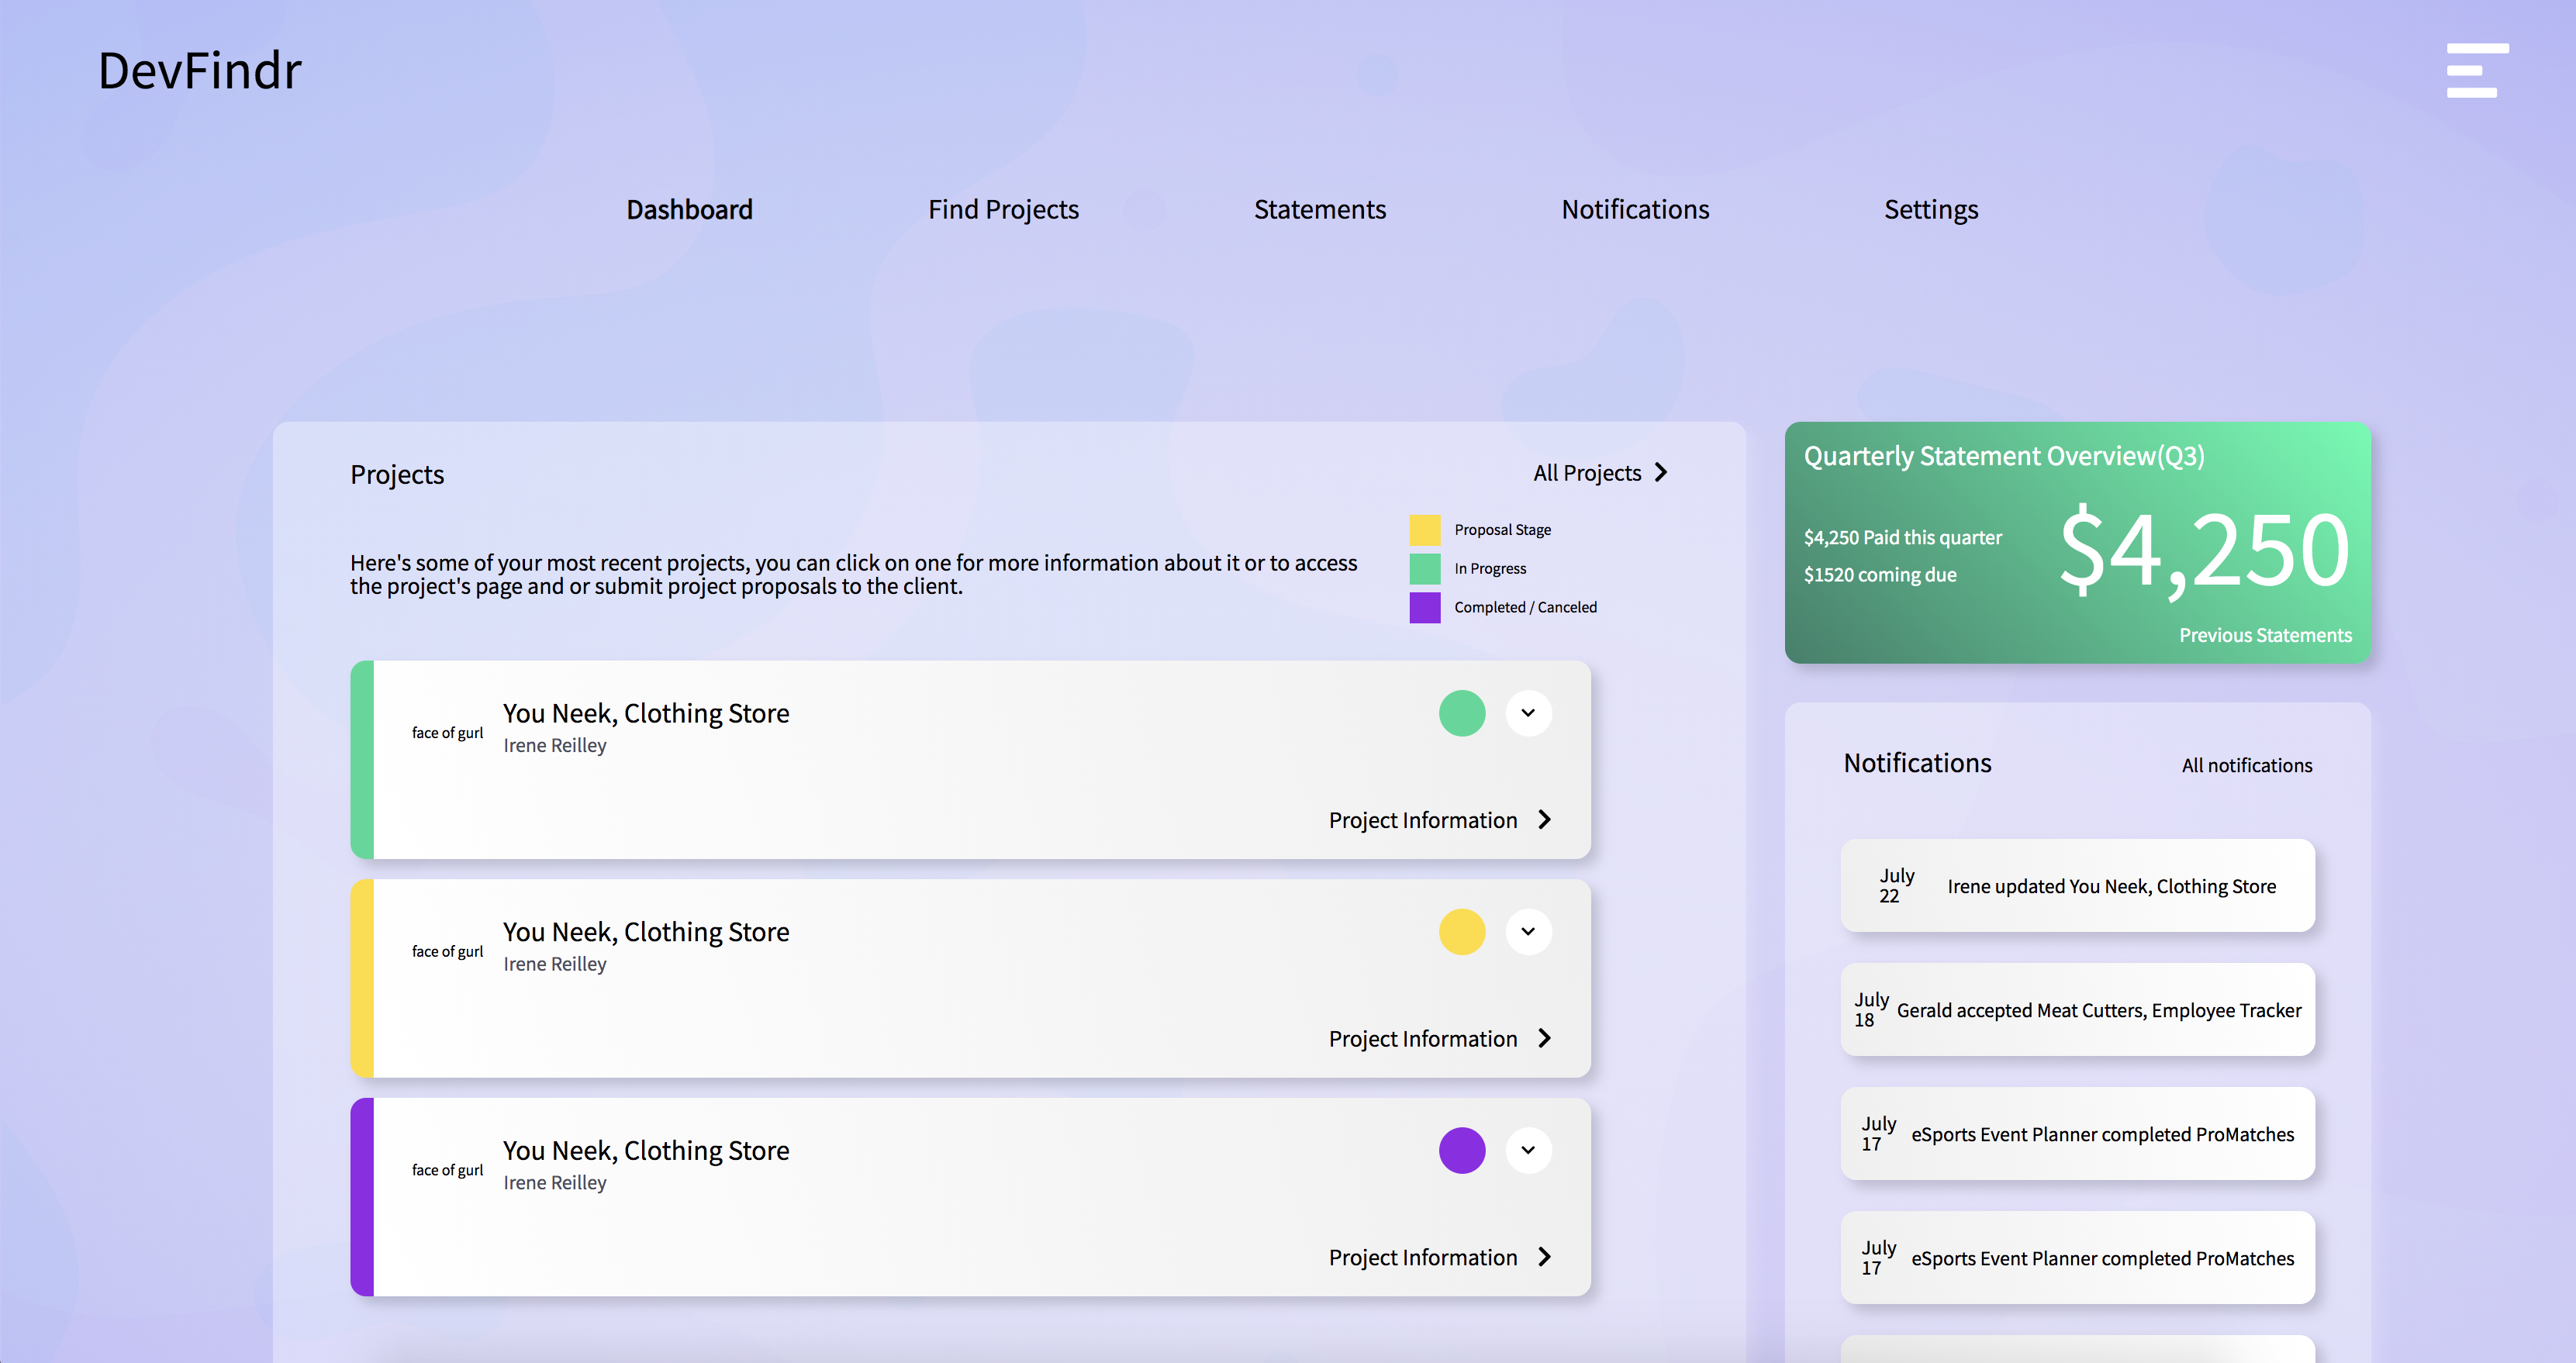 DevFindr
Dashboard
Find Projects
Statements
Notifications
Settings
Projects
All Projects
Proposal Stage
In Progress
Completed / Canceled
Here's some of your most recent projects, you can click on one for more information about it or to access
the project's page and or submit project proposals to the client.
face of gurl
You Neek, Clothing Store
Irene Reilley
Project Information
face of gurl
You Neek, Clothing Store
Irene Reilley
Project Information
face of gurl
You Neek, Clothing Store
Irene Reilley
Project Information
Quarterly Statement Overview(Q3)
$4,250 Paid this quarter
$1520 coming due
$4,250
Previous Statements
Notifications
All notifications
July
22
Irene updated You Neek, Clothing Store
July
18
Gerald accepted Meat Cutters, Employee Tracker
July
17
eSports Event Planner completed ProMatches
July
17
eSports Event Planner completed ProMatches